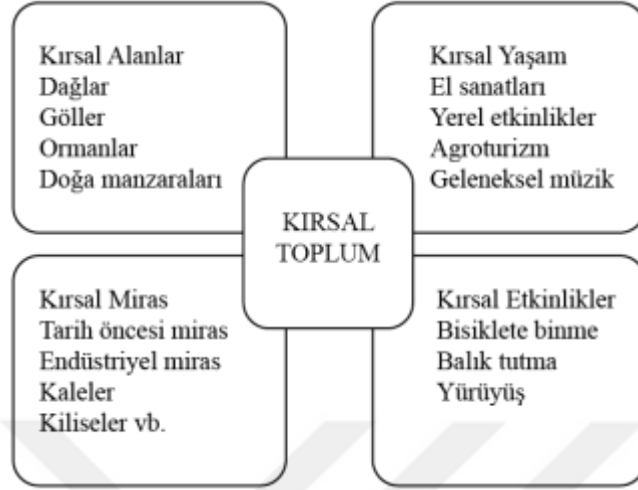 Kırsal Alanlar
Dağlar
Göller
Ormanlar
Doğa manzaraları
Kırsal Yaşam
El sanatları
Yerel etkinlikler
Agroturizm
Geleneksel müzik
KIRSAL
TOPLUM
Kırsal Miras
Tarih öncesi miras
Endüstriyel miras
Kaleler
Kiliseler vb.
Kırsal Etkinlikler
Bisiklete binme
Balık tutma
Yürüyüş